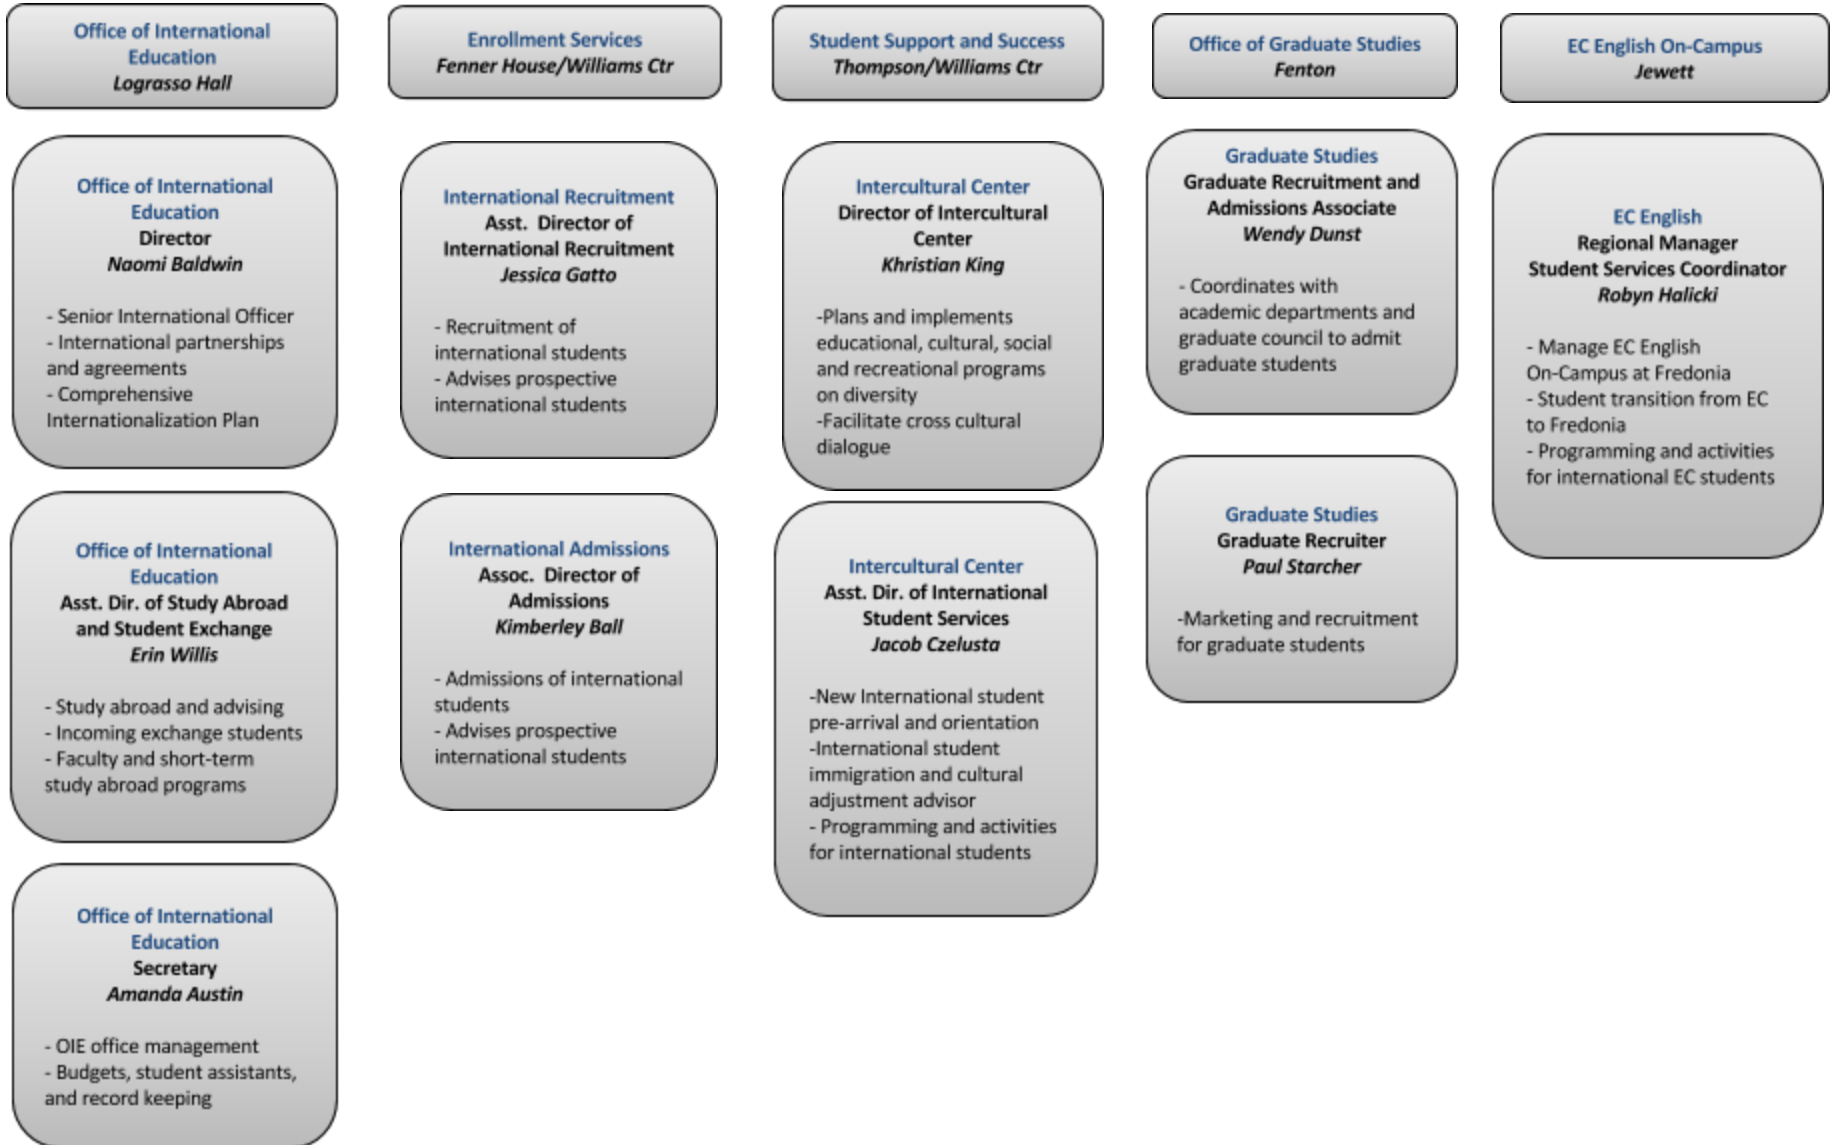 Office of International
Education
Lograsso Hall
Office of International
Education
Director
Naomi Baldwin
- Senior International Officer
- International partnerships
and agreements
- Comprehensive
Internationalization Plan
Office of International
Education
Asst. Dir. of Study Abroad
and Student Exchange
Erin Willis
- Study abroad and advising
- Incoming exchange students
- Faculty and short-term
study abroad programs
Office of International
Education
Secretary
Amanda Austin
- OIE office management
- Budgets, student assistants,
and record keeping
Enrollment Services
Fenner House/Williams Ctr
International Recruitment
Asst.  Director of
International Recruitment
Jessica Gatto
- Recruitment of
international students
- Advises prospective
international students
International Admissions
Assoc.  Director of
Admissions
Kimberley Ball
- Admissions of international
students
- Advises prospective
international students
Student Support and Success
Thompson/Williams Ctr
Intercultural Center
Director of Intercultural
Center
Khristian King
-Plans and implements
educational, cultural, social
and recreational programs
on diversity
-Facilitate cross cultural
dialogue
Intercultural Center
Asst. Dir. of International
Student Services
Jacob Czelusta
-New International student
pre-arrival and orientation
-International student
immigration and cultural
adjustment advisor
- Programming and activities
for international students
Office of Graduate Studies
Fenton
Graduate Studies
Graduate Recruitment and
Admissions Associate
Wendy Dunst
- Coordinates with
academic departments and
graduate council to admit
graduate students
Graduate Studies
Graduate Recruiter
Paul Starcher
-Marketing and recruitment
for graduate students
EC English On-Campus
Jewett
EC English
Regional Manager
Student Services Coordinator
Robyn Halicki
- Manage EC English
On-Campus at Fredonia
- Student transition from EC
to Fredonia
- Programming and activities
for international EC students